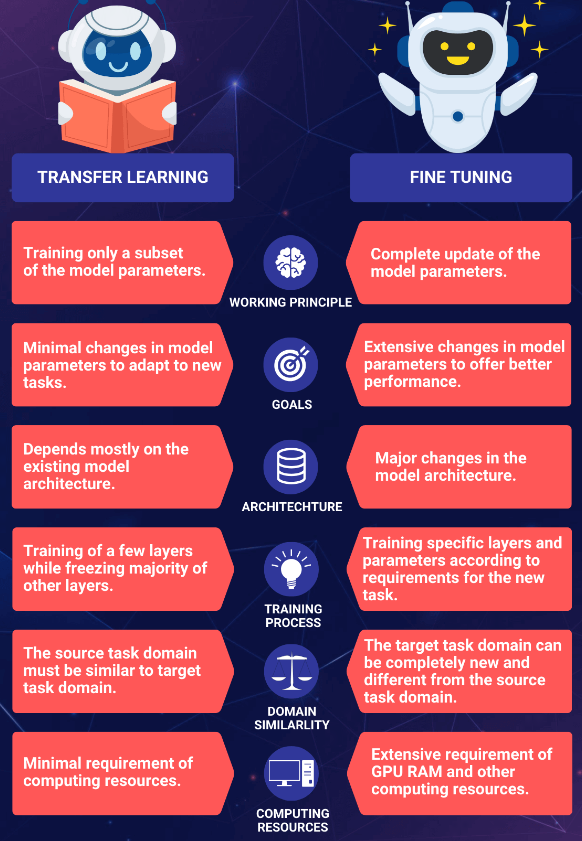 TRANSFER LEARNING
FINE TUNING
Training only a subset
of the model parameters.
WORKING PRINCIPLE
Complete update of the
model parameters.
Minimal changes in model
parameters to adapt to new
tasks.
GOALS
Extensive changes in model
parameters to offer better
performance.
Depends mostly on the
existing model
architecture.
ARCHITECHTURE
Major changes in the
model architecture.
Training of a few layers
while freezing majority of
other layers.
TRAINING
PROCESS
Training specific layers and
parameters according to
requirements for the new
task.
The source task domain
must be similar to target
task domain.
DOMAIN
SIMILARLITY
The target task domain can
be completely new and
different from the source
task domain.
Minimal requirement of
computing resources.
COMPUTING
RESOURCES
Extensive requirement of
GPU RAM and other
computing resources.